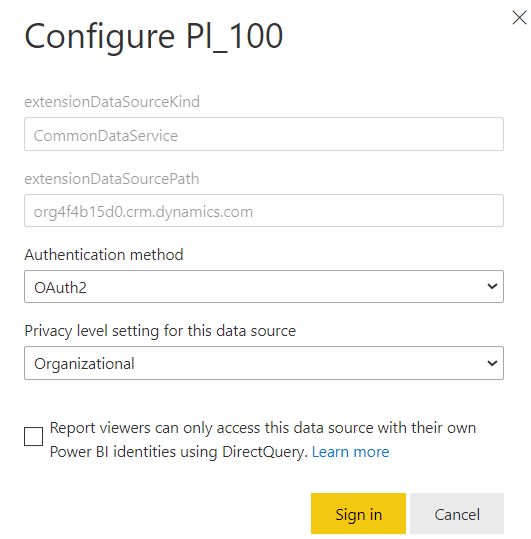 Configure Pl_100
extensionDataSourceKind
CommonDataService
extensionDataSourcePath
org4f4b15d0.crm.dynamics.com
Authentication method
OAuth2
Privacy level setting for this data source
Organizational
Report viewers can only access this data source with their own
Power BI identities using DirectQuery. Learn more
Sign in
Cancel